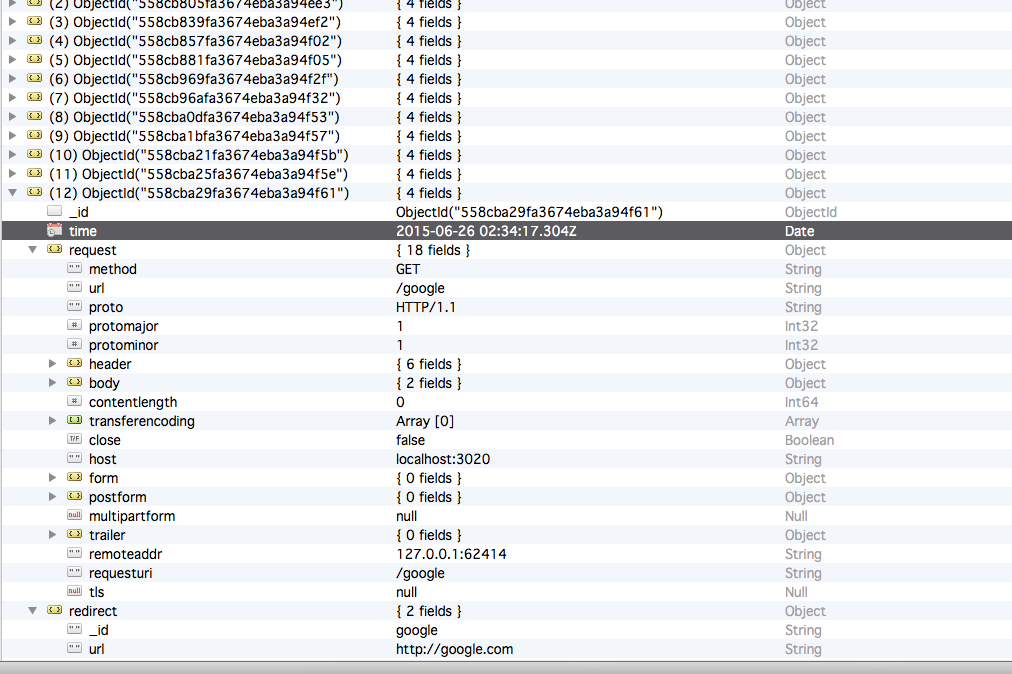 (2) ObjectId("558cb805fa3674eba3a94ee3") { 4 fields } Object
(3) ObjectId("558cb839fa3674eba3a94ef2") { 4 fields } Object
(4) ObjectId("558cb857fa3674eba3a94f02") { 4 fields } Object
(5) ObjectId("558cb881fa3674eba3a94f05") { 4 fields } Object
(6) ObjectId("558cb969fa3674eba3a94f2f") { 4 fields } Object
(7) ObjectId("558cb96afa3674eba3a94f32") { 4 fields } Object
(8) ObjectId("558cba0dfa3674eba3a94f53") { 4 fields } Object
(9) ObjectId("558cba1bfa3674eba3a94f57") { 4 fields } Object
(10) ObjectId("558cba21fa3674eba3a94f5b") { 4 fields } Object
(11) ObjectId("558cba25fa3674eba3a94f5e") { 4 fields } Object
(12) ObjectId("558cba29fa3674eba3a94f61") { 4 fields } Object
_id ObjectId("558cba29fa3674eba3a94f61") ObjectId
time 2015-06-26 02:34:17.304Z Date
request { 18 fields } Object
" " method GET String
" " url /google String
" " proto HTTP/1.1 String
# protomajor 1 Int32
# protominor 1 Int32
header { 6 fields } Object
body { 2 fields } Object
# contentlength 0 Int64
transferencoding Array [0] Array
T/F close false Boolean
" " host localhost:3020 String
form { 0 fields } Object
postform { 0 fields } Object
null multipartform null Null
trailer { 0 fields } Object
" " remoteaddr 127.0.0.1:62414 String
" " requesturi /google String
null tls null Null
redirect { 2 fields } Object
" " _id google String
" " url http://google.com String